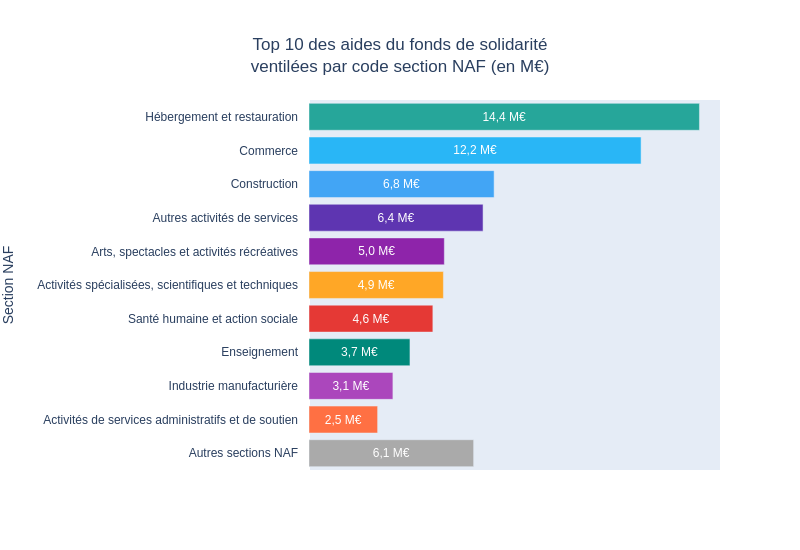 Top 10 des aides du fonds de solidarité
ventilées par code section NAF (en M€)
Section NAF
Hébergement et restauration 14,4 M€
Commerce 12,2 M€
Construction 6,8 M€
Autres activités de services 6,4 M€
Arts, spectacles et activités récréatives 5,0 M€
Activités spécialisées, scientifiques et techniques 4,9 M€
Santé humaine et action sociale 4,6 M€
Enseignement 3,7 M€
Industrie manufacturière 3,1 M€
Activités de services administratifs et de soutien 2,5 M€
Autres sections NAF 6,1 M€